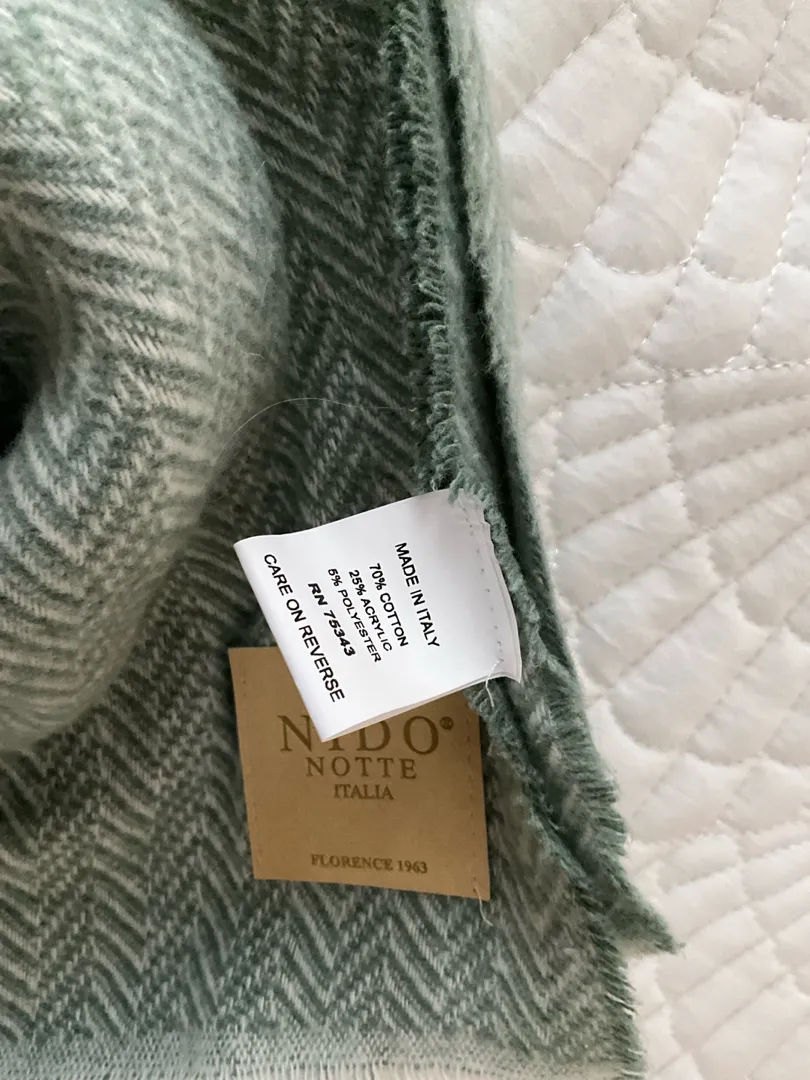 MADE IN ITALY
70% COTTON
25% ACRYLIC
5% POLYESTER
RN 75343
CARE ON REVERSE
NIDO®
NOTTE
ITALIA
FLORENCE 1963